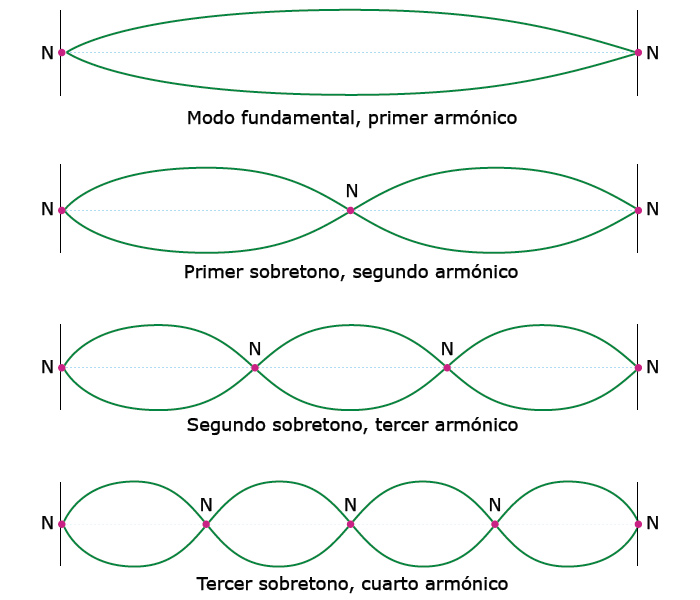 N N
Modo fundamental, primer armónico
N
N N
Primer sobretono, segundo armónico
N N
N N
Segundo sobretono, tercer armónico
N N N
N N
Tercer sobretono, cuarto armónico